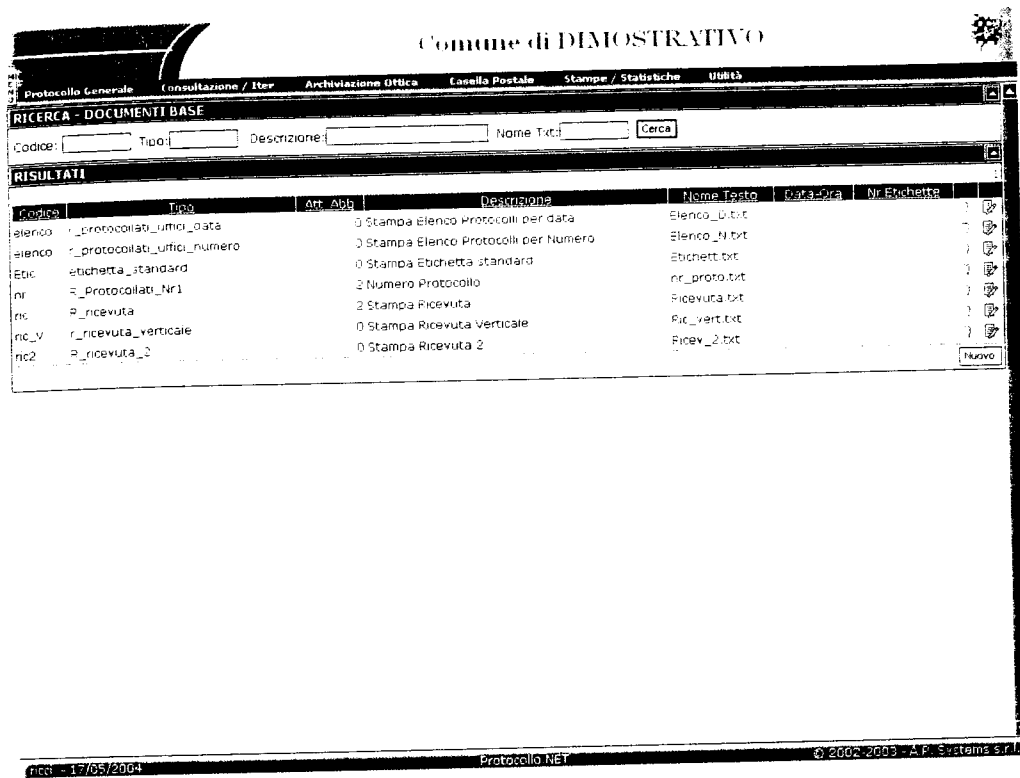 Comune di DIMOSTRATIVO
Protocollo Generale Consultazione / Iter Archiviazione Ottica Casella Postale Stampe / Statistiche Utilità
RICERCA - DOCUMENTI BASE
Codice: Tipo: Descrizione: Nome Txt: Cerca
RISULTATI
Codice Tipo Att. Abb Descrizione Nome Testo Data-Ora Nr Etichette
elenco r_protocollati_uffici_data 0 Stampa Elenco Protocolli per data Elenco_D.txt
elenco r_protocollati_uffici_numero 0 Stampa Elenco Protocolli per Numero Elenco_N.txt
Etic etichetta_standard 0 Stampa Etichetta standard Etichett.txt
nr R_Protocollati_Nr1 2 Numero Protocollo nr_proto.txt
ric R_ricevuta 2 Stampa Ricevuta Ricevuta.txt
ric_v r_ricevuta_verticale 0 Stampa Ricevuta Verticale Ric_vert.txt
ric2 R_ricevuta_2 0 Stampa Ricevuta 2 Ricev_2.txt
Nuovo
- 17/05/2004 Protocollo NET © 2002-2003 - A.P. Systems s.r.l.